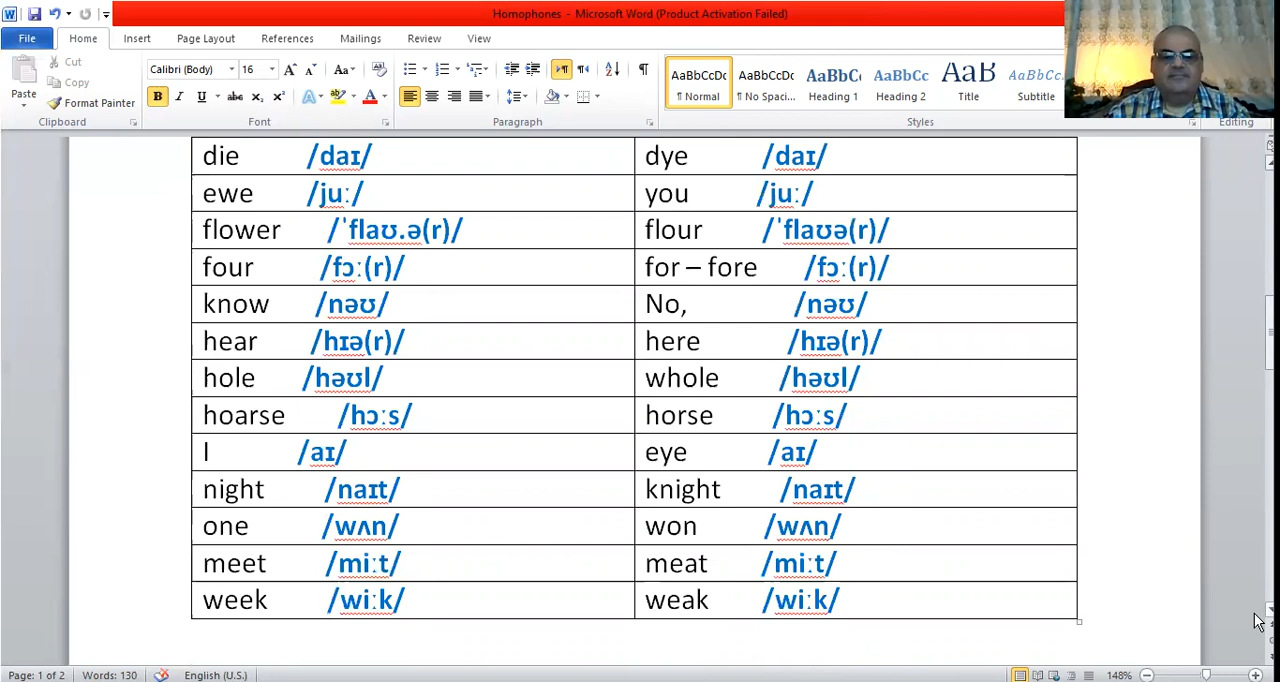 Homophones - Microsoft Word (Product Activation Failed)
File Home Insert Page Layout References Mailings Review View
Cut
Copy
Format Painter
Paste
Calibri (Body) 16
AaBbCcDc AaBbCcDc AaBbCc AaBbCc AaB AaBbCcD
¶ Normal ¶ No Spaci... Heading 1 Heading 2 Title Subtitle
Clipboard Font Paragraph Styles Editing
die /daɪ/ dye /daɪ/
ewe /juː/ you /juː/
flower /ˈflaʊ.ə(r)/ flour /ˈflaʊə(r)/
four /fɔː(r)/ for – fore /fɔː(r)/
know /nəʊ/ No, /nəʊ/
hear /hɪə(r)/ here /hɪə(r)/
hole /həʊl/ whole /həʊl/
hoarse /hɔːs/ horse /hɔːs/
I /aɪ/ eye /aɪ/
night /naɪt/ knight /naɪt/
one /wʌn/ won /wʌn/
meet /miːt/ meat /miːt/
week /wiːk/ weak /wiːk/
Page: 1 of 2 Words: 130 English (U.S.) 148%